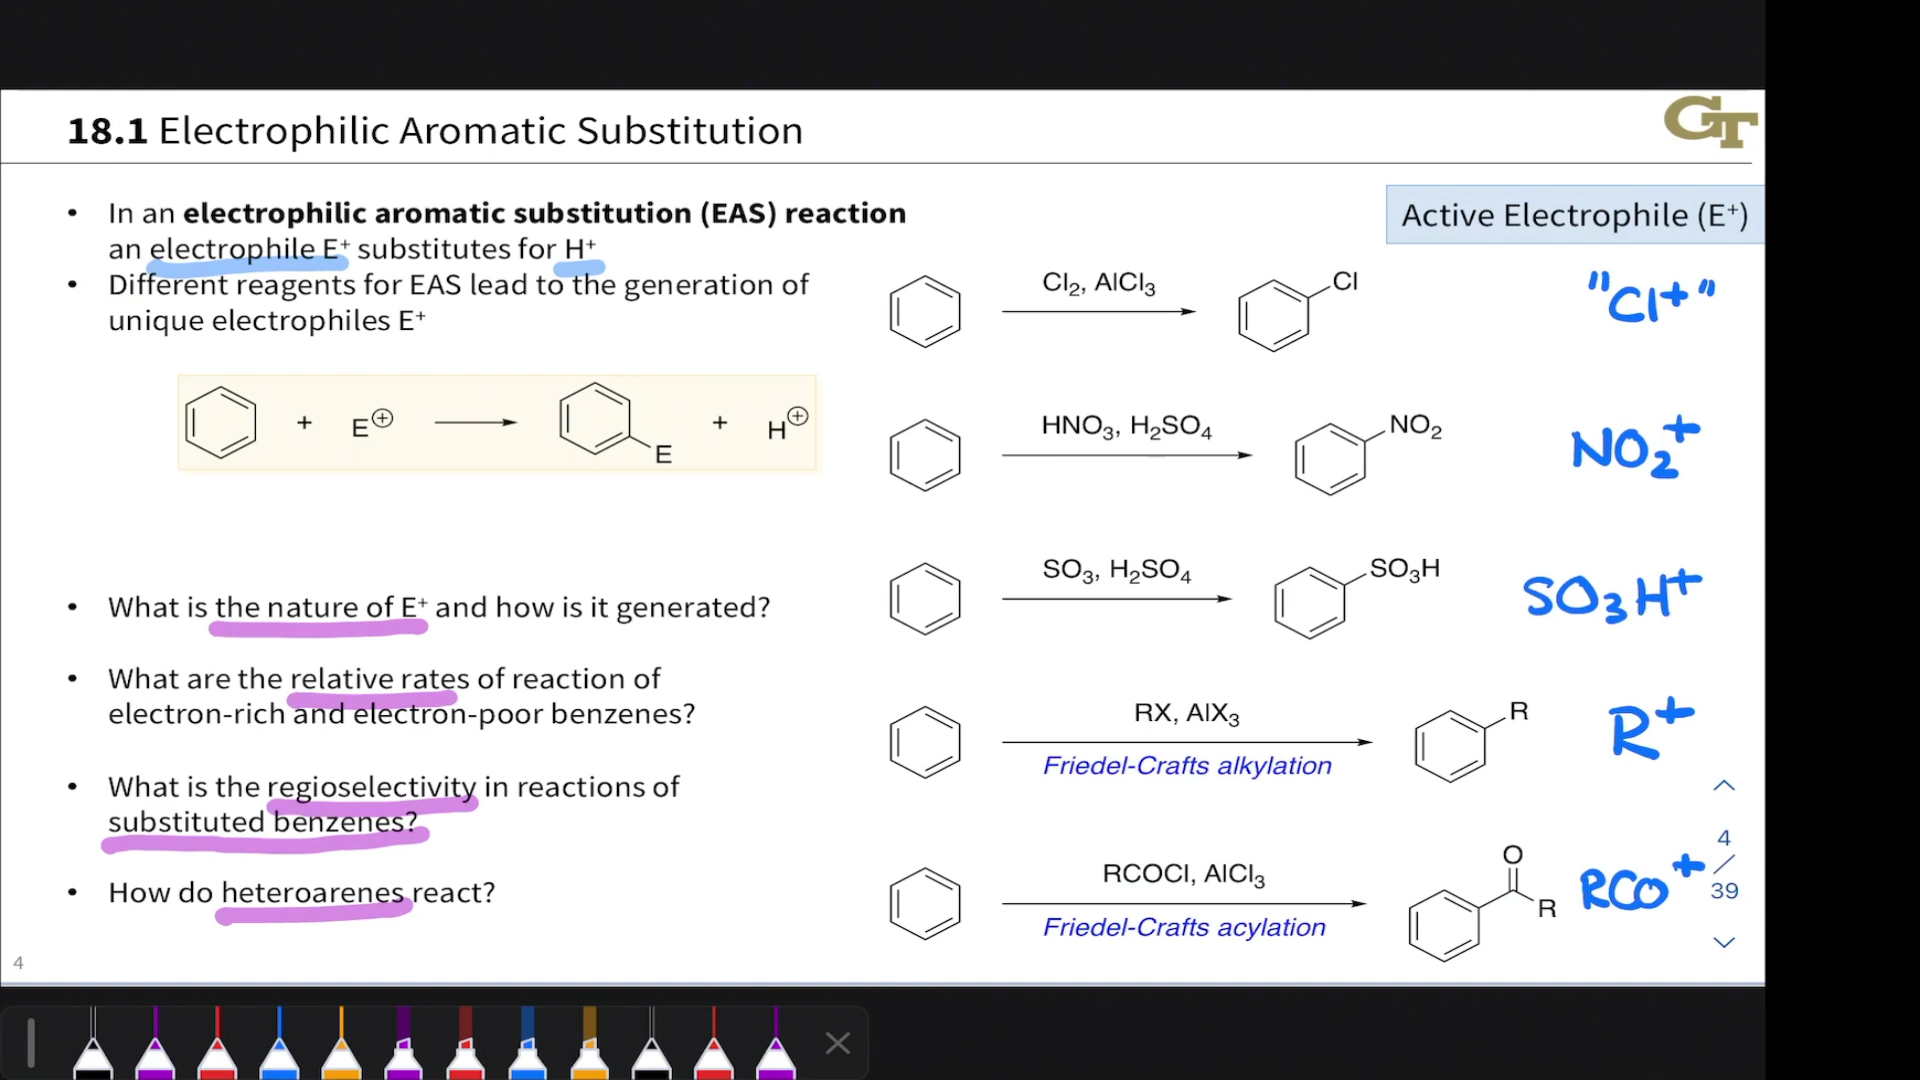 18.1 Electrophilic Aromatic Substitution
GT
• In an electrophilic aromatic substitution (EAS) reaction
an electrophile E⁺ substitutes for H⁺
• Different reagents for EAS lead to the generation of
unique electrophiles E⁺
+ E⊕ + H⊕
E
• What is the nature of E⁺ and how is it generated?
• What are the relative rates of reaction of
electron-rich and electron-poor benzenes?
• What is the regioselectivity in reactions of
substituted benzenes?
• How do heteroarenes react?
4
Active Electrophile (E⁺)
Cl₂, AlCl₃
Cl
"Cl+"
HNO₃, H₂SO₄
NO₂
NO₂⁺
SO₃, H₂SO₄
SO₃H
SO₃H⁺
RX, AlX₃
Friedel-Crafts alkylation
R
R⁺
RCOCl, AlCl₃
Friedel-Crafts acylation
O
R
RCO⁺
4
/
39